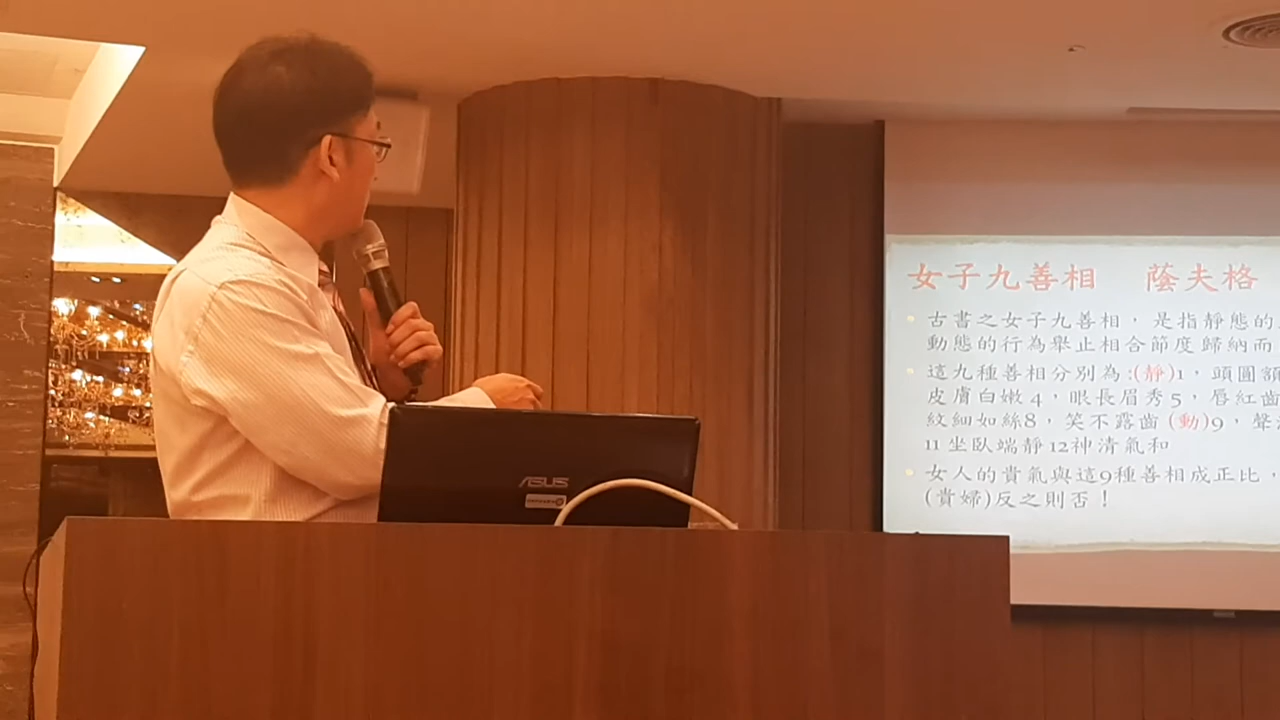 女子九善相 蔭夫格
古書之女子九善相，是指靜態的
動態的行為舉止相合節度歸納而
這九種善相分別為:(靜)1，頭圓額
皮膚白嫩4，眼長眉秀5，唇紅齒
紋細如絲8，笑不露齒(動)9，聲
11坐臥端靜12神清氣和
女人的貴氣與這9種善相成正比，
(貴婦)反之則否！
ASUS